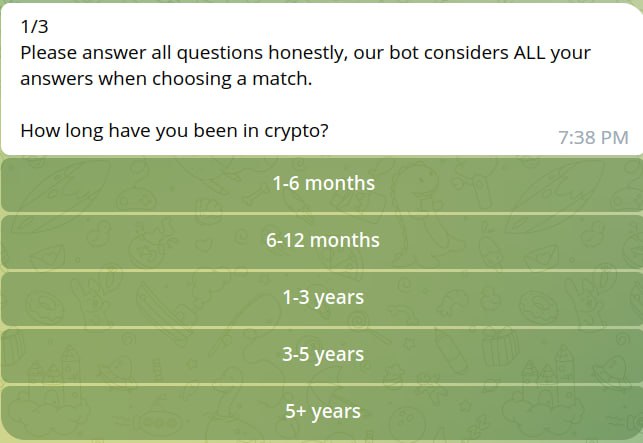 1/3
Please answer all questions honestly, our bot considers ALL your
answers when choosing a match.
How long have you been in crypto?
7:38 PM
1-6 months
6-12 months
1-3 years
3-5 years
5+ years